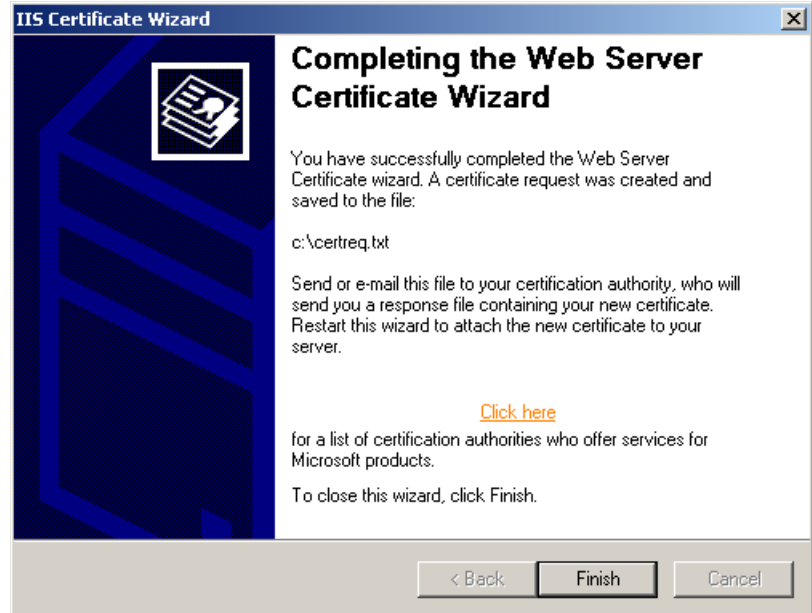 IIS Certificate Wizard
Completing the Web Server
Certificate Wizard
You have successfully completed the Web Server
Certificate wizard. A certificate request was created and
saved to the file:
c:\certreq.txt
Send or e-mail this file to your certification authority, who will
send you a response file containing your new certificate.
Restart this wizard to attach the new certificate to your
server.
Click here
for a list of certification authorities who offer services for
Microsoft products.
To close this wizard, click Finish.
< Back Finish Cancel